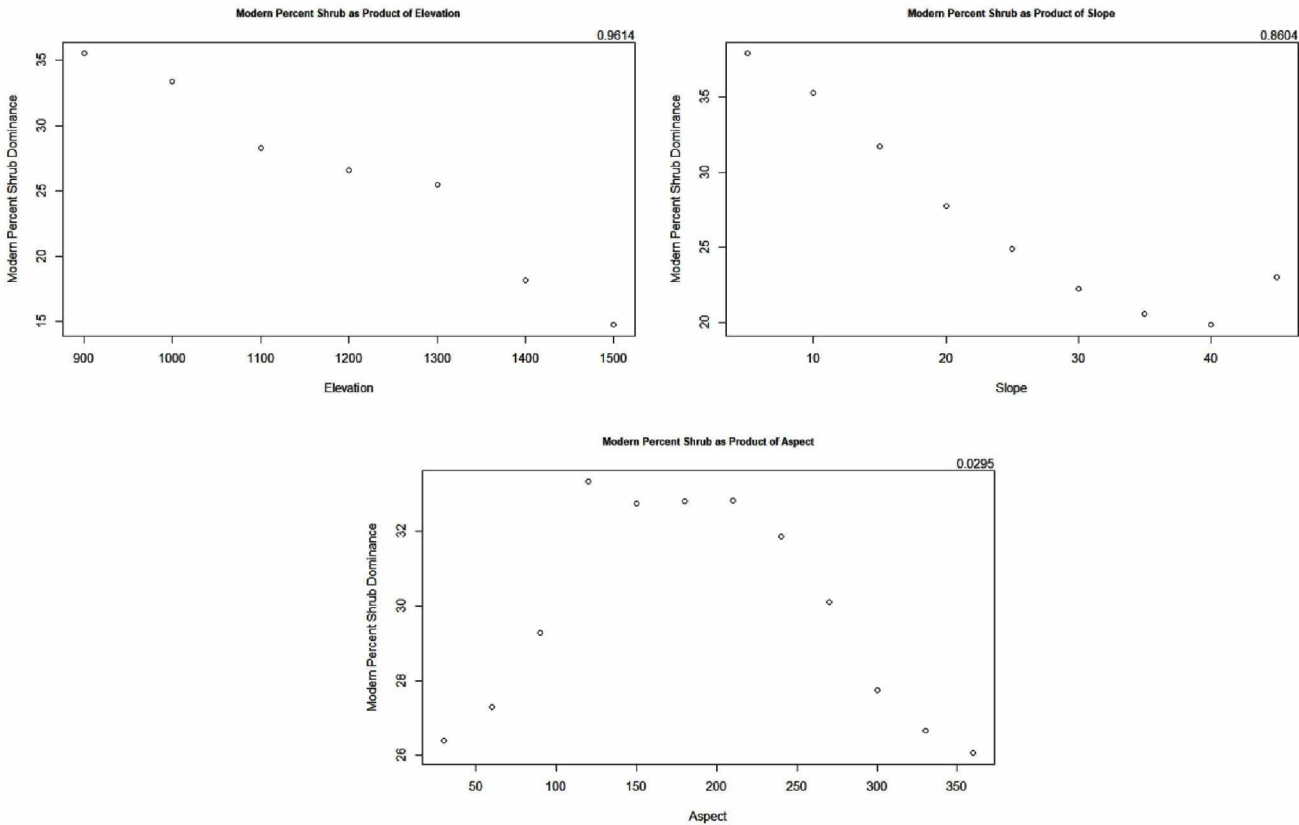 Modern Percent Shrub as Product of Elevation
0.9614
Modern Percent Shrub Dominance
35
30
25
20
15
900 1000 1100 1200 1300 1400 1500
Elevation
Modern Percent Shrub as Product of Slope
0.8604
Modern Percent Shrub Dominance
35
30
25
20
10 20 30 40
Slope
Modern Percent Shrub as Product of Aspect
0.0295
Modern Percent Shrub Dominance
32
30
28
26
50 100 150 200 250 300 350
Aspect